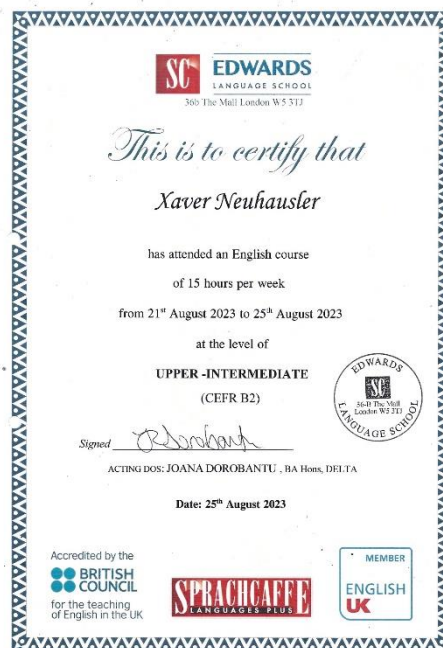 SC EDWARDS
LANGUAGE SCHOOL
36b The Mall London W5 3TJ
This is to certify that
Xaver Neuhausler
has attended an English course
of 15 hours per week
from 21st August 2023 to 25th August 2023
at the level of
UPPER -INTERMEDIATE
(CEFR B2)
EDWARDS
SC
36-B The Mall
London W5 3TJ
LANGUAGE SCHOOL
Signed
ACTING DOS: JOANA DOROBANTU , BA Hons, DELTA
Date: 25th August 2023
Accredited by the
BRITISH
COUNCIL
for the teaching
of English in the UK
SPRACHCAFFE
LANGUAGES PLUS
MEMBER
ENGLISH
UK